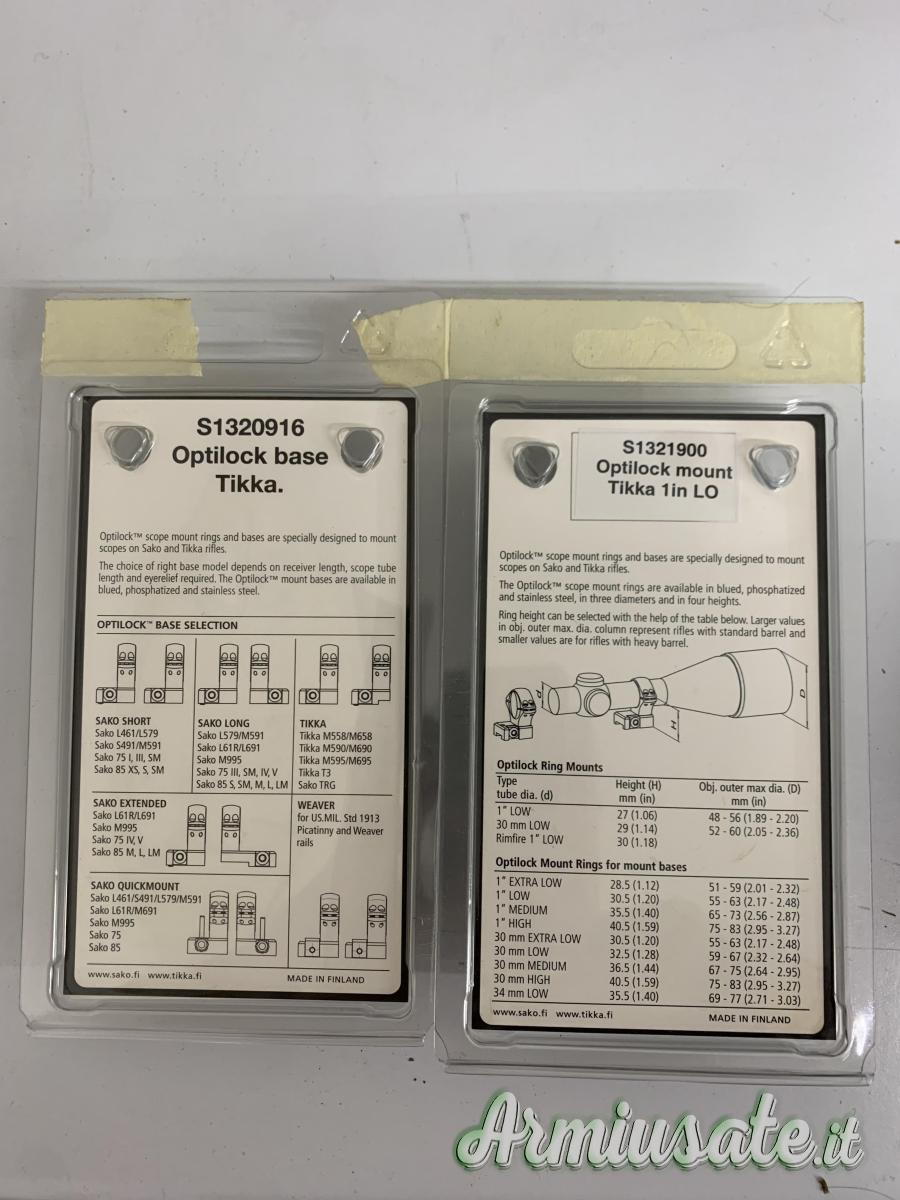 S1320916
Optilock base
Tikka.
Optilock™ scope mount rings and bases are specially designed to mount
scopes on Sako and Tikka rifles.
The choice of right base model depends on receiver length, scope tube
length and eyerelief required. The Optilock™ mount bases are available in
blued, phosphatized and stainless steel.
OPTILOCK™ BASE SELECTION
SAKO SHORT
Sako L461/L579
Sako S491/M591
Sako 75 I, III, SM
Sako 85 XS, S, SM
SAKO LONG
Sako L579/M591
Sako L61R/L691
Sako M995
Sako 75 III, SM, IV, V
Sako 85 S, SM, M, L, LM
TIKKA
Tikka M558/M658
Tikka M590/M690
Tikka M595/M695
Tikka T3
Sako TRG
SAKO EXTENDED
Sako L61R/L691
Sako M995
Sako 75 IV, V
Sako 85 M, L, LM
WEAVER
for US.MIL. Std 1913
Picatinny and Weaver
rails
SAKO QUICKMOUNT
Sako L461/S491/L579/M591
Sako L61R/M691
Sako M995
Sako 75
Sako 85
www.sako.fi www.tikka.fi MADE IN FINLAND
S1321900
Optilock mount
Tikka 1in LO
Optilock™ scope mount rings and bases are specially designed to mount
scopes on Sako and Tikka rifles.
The Optilock™ scope mount rings are available in blued, phosphatized
and stainless steel, in three diameters and in four heights.
Ring height can be selected with the help of the table below. Larger values
in obj. outer max. dia. column represent rifles with standard barrel and
smaller values are for rifles with heavy barrel.
d
H
D
Optilock Ring Mounts
Type Height (H) Obj. outer max dia. (D)
tube dia. (d) mm (in) mm (in)
1" LOW 27 (1.06) 48 - 56 (1.89 - 2.20)
30 mm LOW 29 (1.14) 52 - 60 (2.05 - 2.36)
Rimfire 1" LOW 30 (1.18)
Optilock Mount Rings for mount bases
1" EXTRA LOW 28.5 (1.12) 51 - 59 (2.01 - 2.32)
1" LOW 30.5 (1.20) 55 - 63 (2.17 - 2.48)
1" MEDIUM 35.5 (1.40) 65 - 73 (2.56 - 2.87)
1" HIGH 40.5 (1.59) 75 - 83 (2.95 - 3.27)
30 mm EXTRA LOW 30.5 (1.20) 55 - 63 (2.17 - 2.48)
30 mm LOW 32.5 (1.28) 59 - 67 (2.32 - 2.64)
30 mm MEDIUM 36.5 (1.44) 67 - 75 (2.64 - 2.95)
30 mm HIGH 40.5 (1.59) 75 - 83 (2.95 - 3.27)
34 mm LOW 35.5 (1.40) 69 - 77 (2.71 - 3.03)
www.sako.fi www.tikka.fi MADE IN FINLAND
Armiusate.it